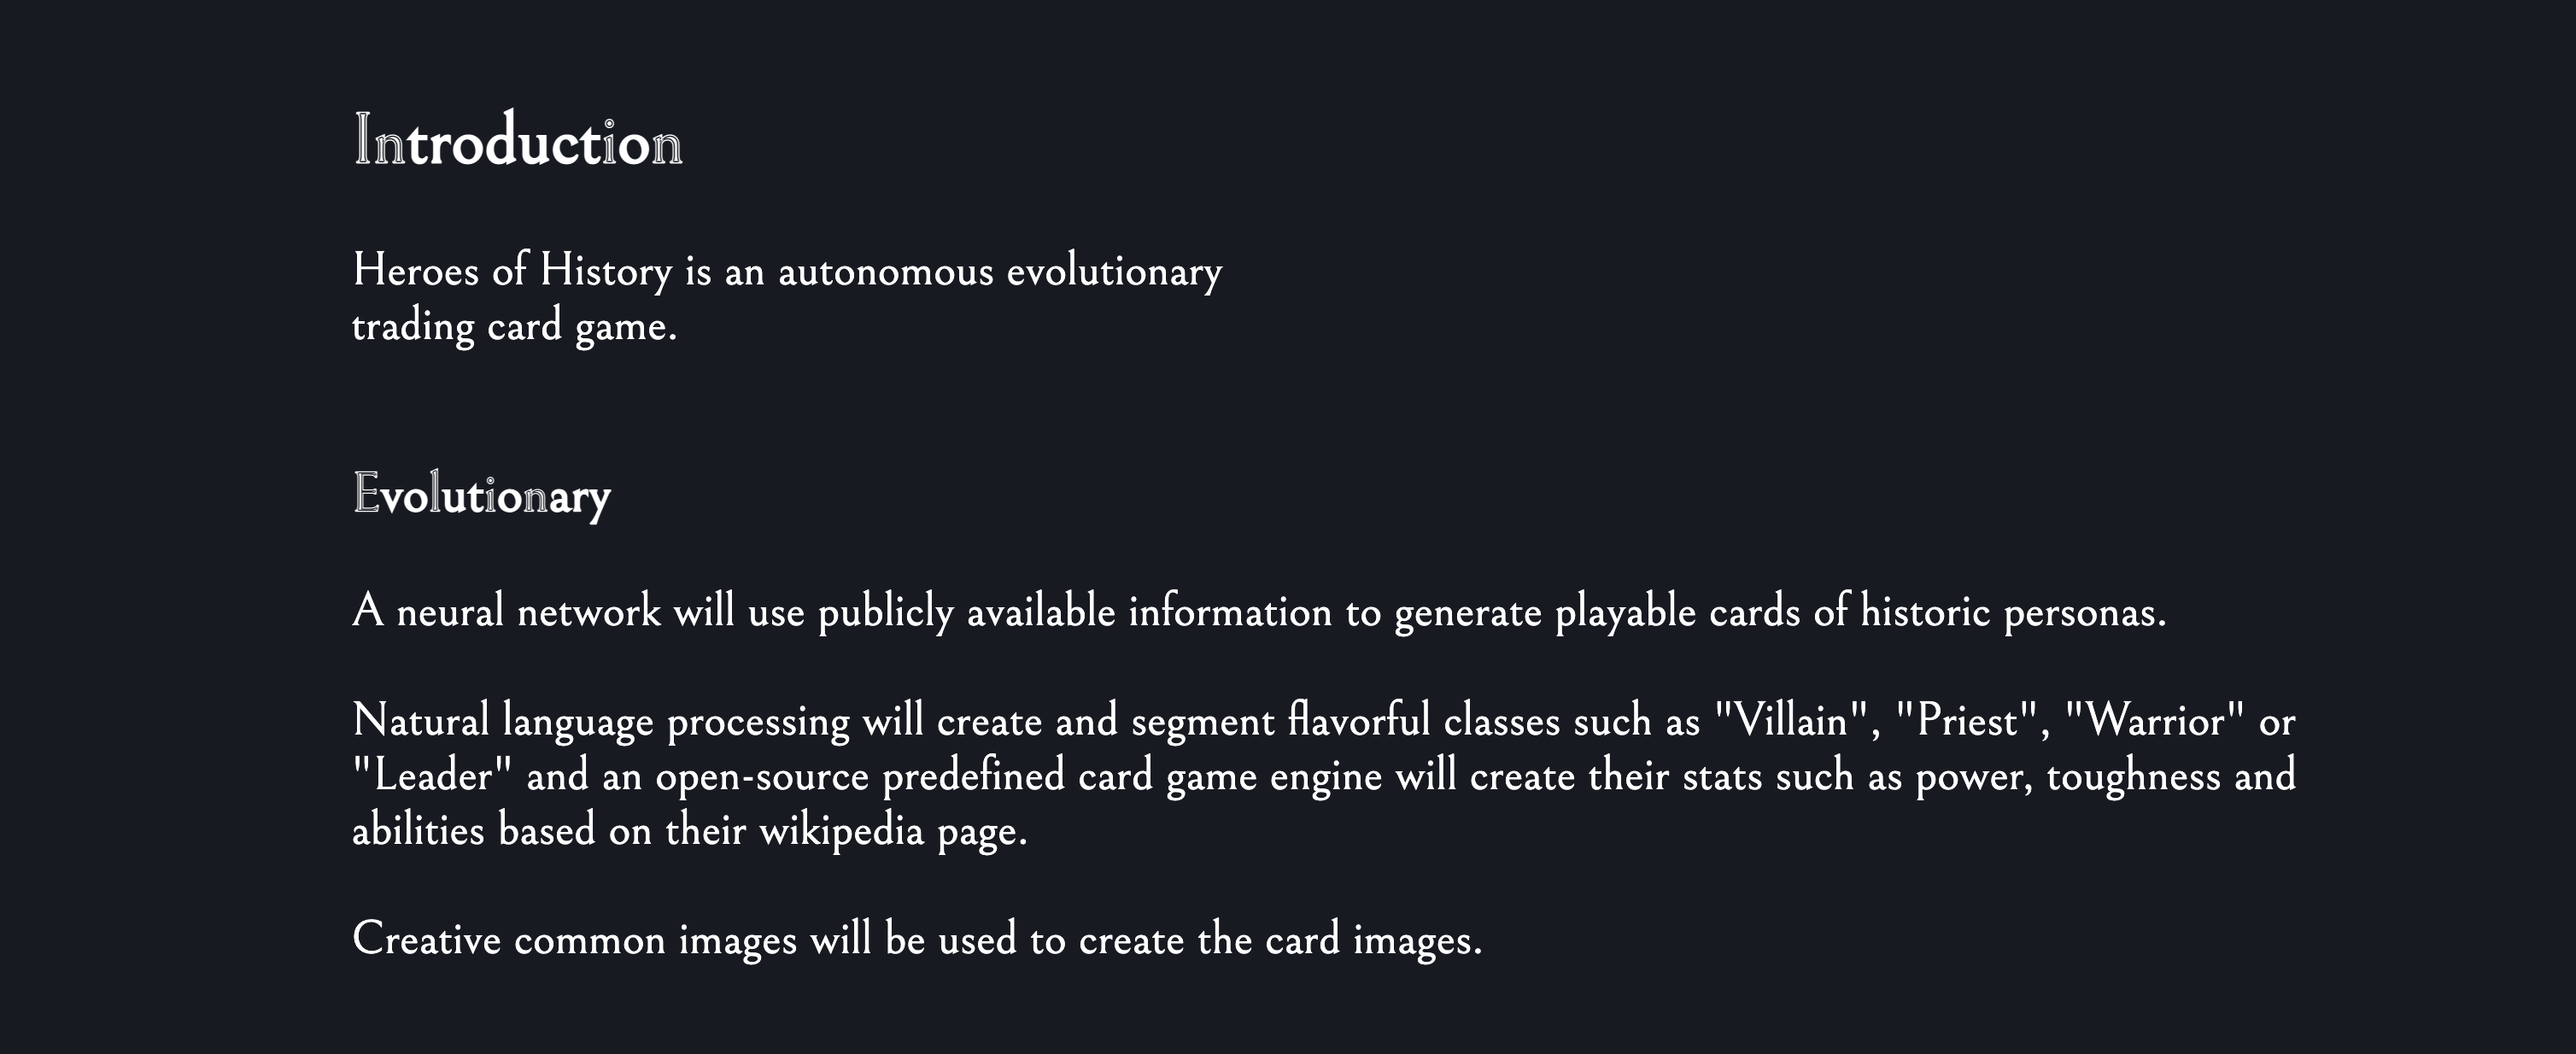 Introduction
Heroes of History is an autonomous evolutionary
trading card game.
Evolutionary
A neural network will use publicly available information to generate playable cards of historic personas.
Natural language processing will create and segment flavorful classes such as "Villain", "Priest", "Warrior" or
"Leader" and an open-source predefined card game engine will create their stats such as power, toughness and
abilities based on their wikipedia page.
Creative common images will be used to create the card images.